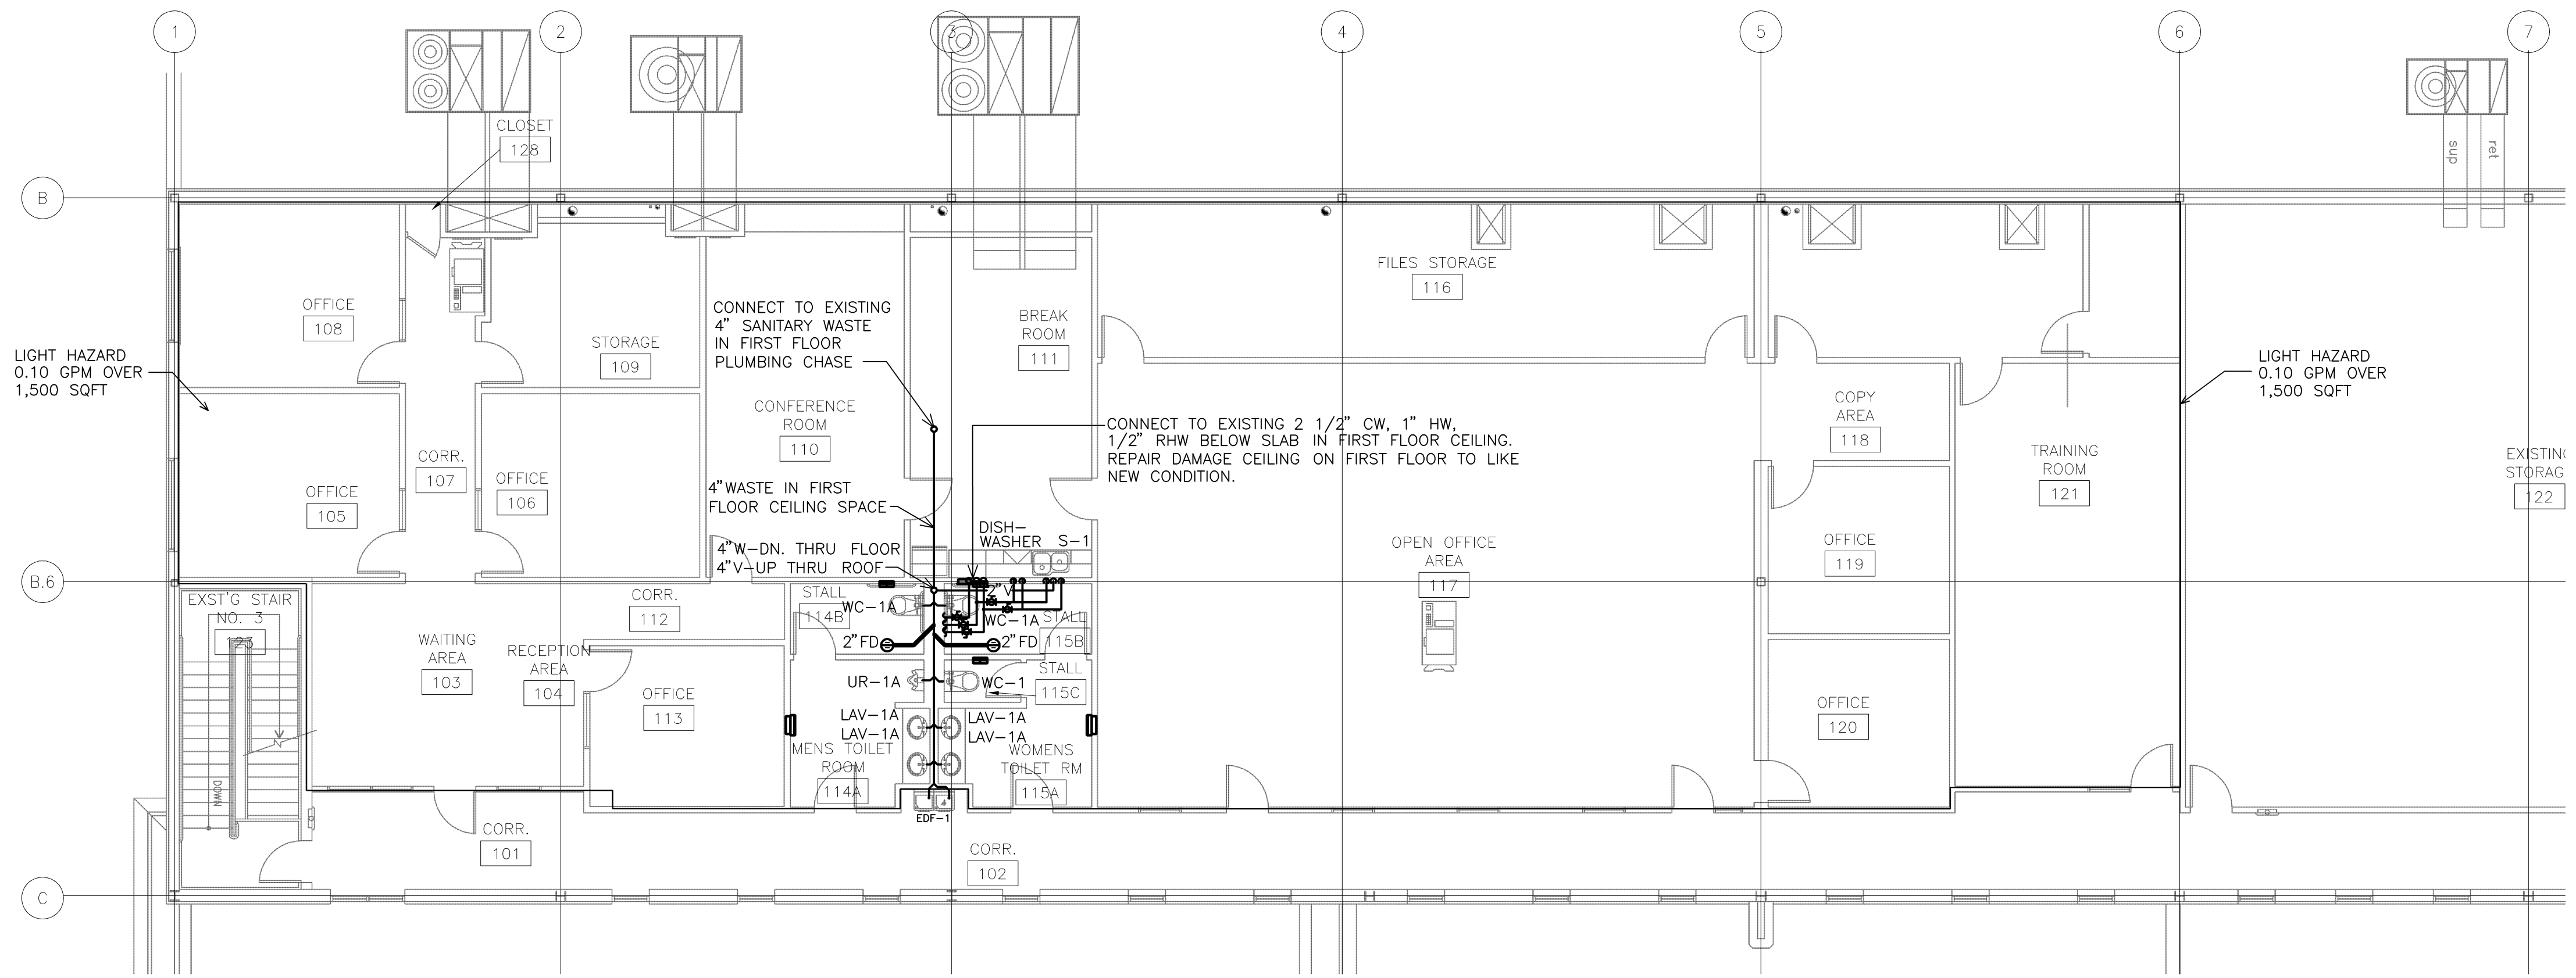 1
2
3
4
5
6
7
CLOSET
128
sup
ret
B
OFFICE
108
STORAGE
109
CONNECT TO EXISTING
4" SANITARY WASTE
IN FIRST FLOOR
PLUMBING CHASE
BREAK
ROOM
111
FILES STORAGE
116
LIGHT HAZARD
0.10 GPM OVER
1,500 SQFT
LIGHT HAZARD
0.10 GPM OVER
1,500 SQFT
CONFERENCE
ROOM
110
CONNECT TO EXISTING 2 1/2" CW, 1" HW,
1/2" RHW BELOW SLAB IN FIRST FLOOR CEILING.
REPAIR DAMAGE CEILING ON FIRST FLOOR TO LIKE
NEW CONDITION.
COPY
AREA
118
TRAINING
ROOM
121
EXISTING
STORAG
122
CORR.
107
OFFICE
105
OFFICE
106
4"WASTE IN FIRST
FLOOR CEILING SPACE
DISH-
WASHER
S-1
4"W-DN. THRU FLOOR
4"V-UP THRU ROOF
OPEN OFFICE
AREA
117
OFFICE
119
B.6
EXST'G STAIR
NO. 3
123
DOWN
CORR.
112
STALL
114B
WC-1A
2"V
WC-1A
STALL
115B
2"FD
2"FD
WAITING
AREA
103
RECEPTION
AREA
104
OFFICE
113
UR-1A
WC-1
STALL
115C
LAV-1A
LAV-1A
LAV-1A
LAV-1A
MENS TOILET
ROOM
114A
WOMENS
TOILET RM
115A
OFFICE
120
EDF-1
CORR.
101
CORR.
102
C